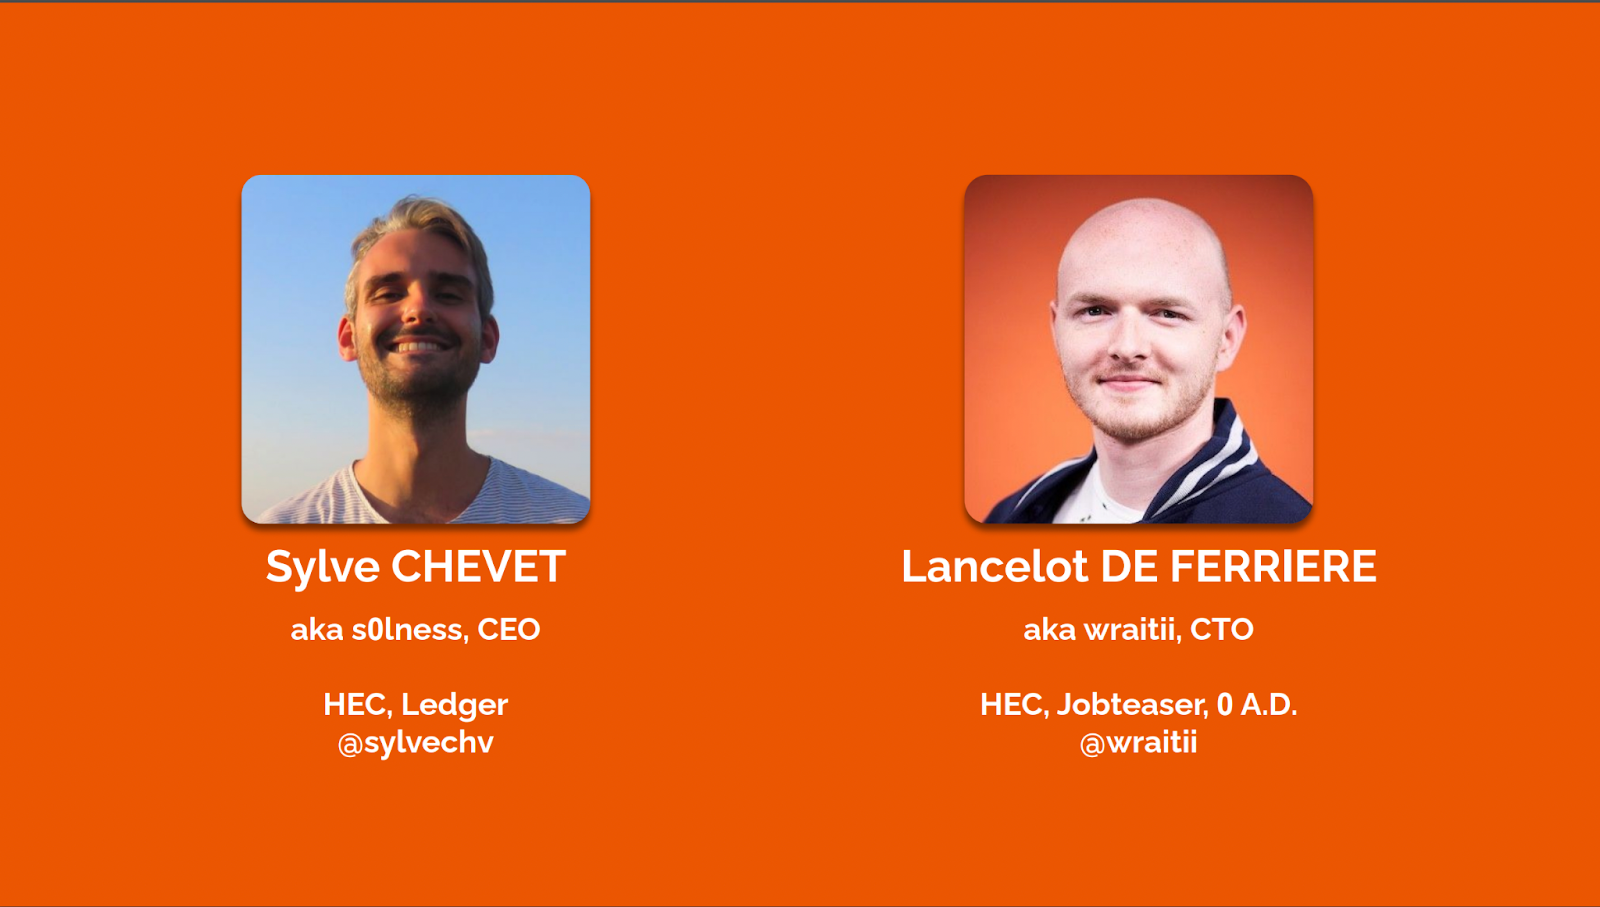 Sylve CHEVET
aka s0lness, CEO
HEC, Ledger
@sylvechv
Lancelot DE FERRIERE
aka wraitii, CTO
HEC, Jobteaser, 0 A.D.
@wraitii